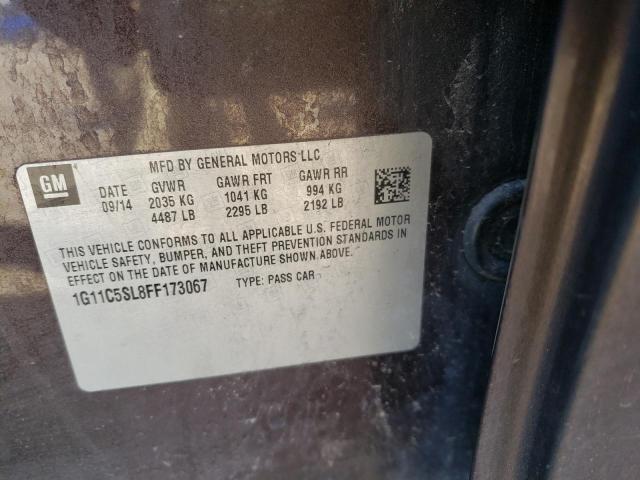 MFD BY GENERAL MOTORS LLC
GM
DATE GVWR GAWR FRT GAWR RR
09/14 2035 KG 1041 KG 994 KG
4487 LB 2295 LB 2192 LB
THIS VEHICLE CONFORMS TO ALL APPLICABLE U.S. FEDERAL MOTOR
VEHICLE SAFETY, BUMPER, AND THEFT PREVENTION STANDARDS IN
EFFECT ON THE DATE OF MANUFACTURE SHOWN ABOVE.
1G11C5SL8FF173067 TYPE: PASS CAR